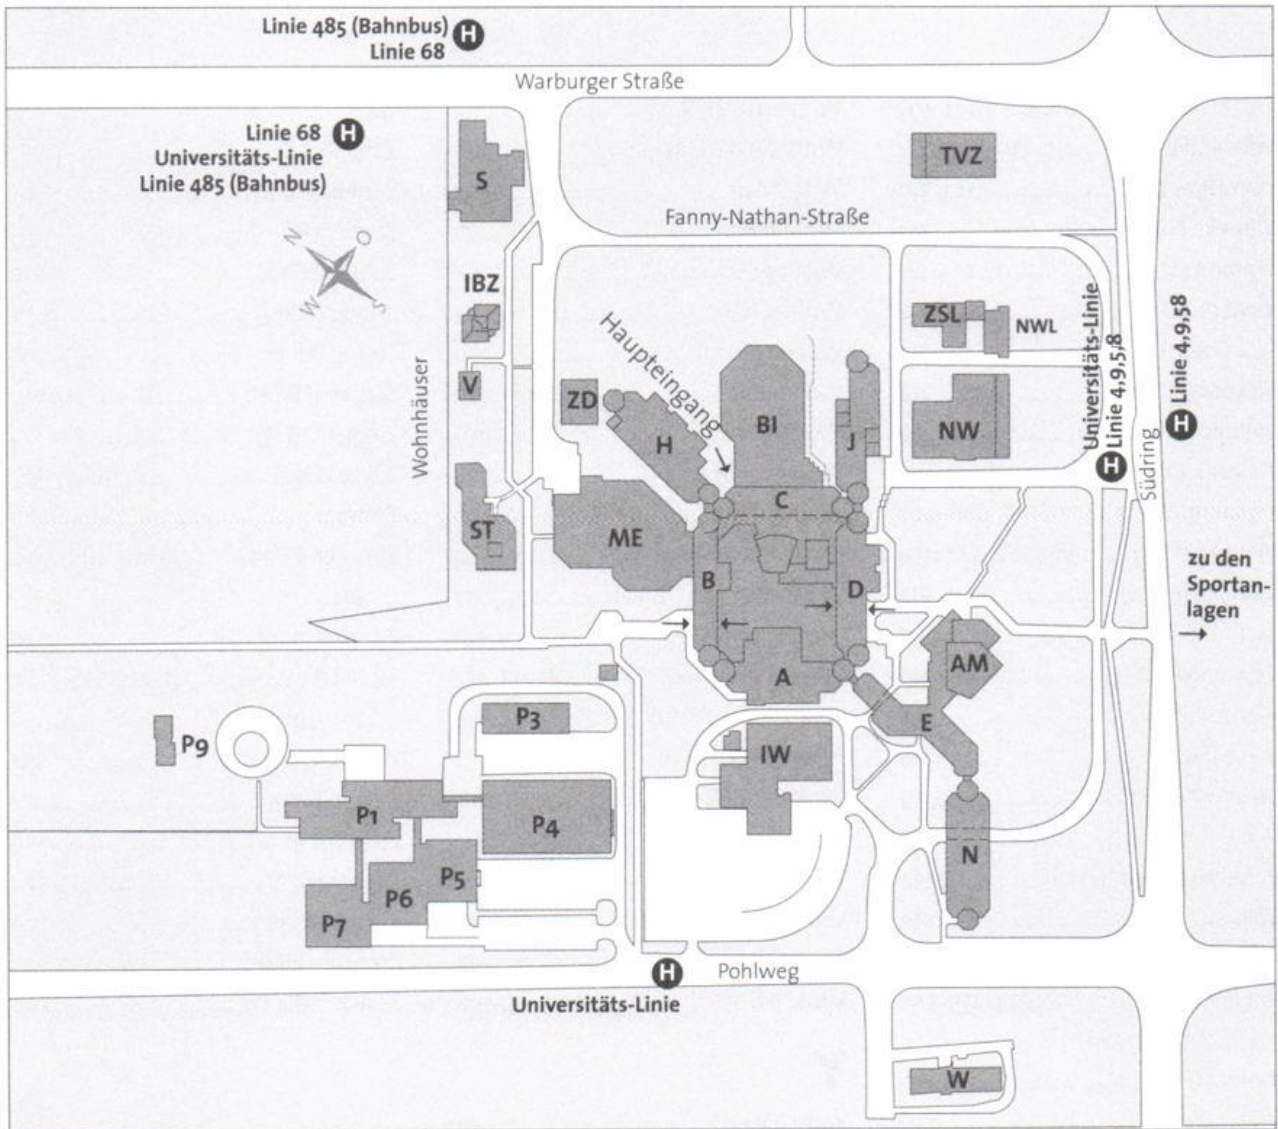 Linie 485 (Bahnbus)
Linie 68
H
Warburger Straße
Linie 68
Universitäts-Linie
Linie 485 (Bahnbus)
H
S
TVZ
Fanny-Nathan-Straße
N
O
W
S
IBZ
ZSL
NWL
Universitäts-Linie
Linie 4,9,58
H
Linie 4,9,58
H
Südring
Wohnhäuser
V
ZD
Haupteingang
H
BI
J
NW
C
ST
ME
B
D
zu den
Sportan-
lagen
A
AM
E
P3
P9
IW
P1
P4
N
P5
P6
P7
H
Pohlweg
Universitäts-Linie
W